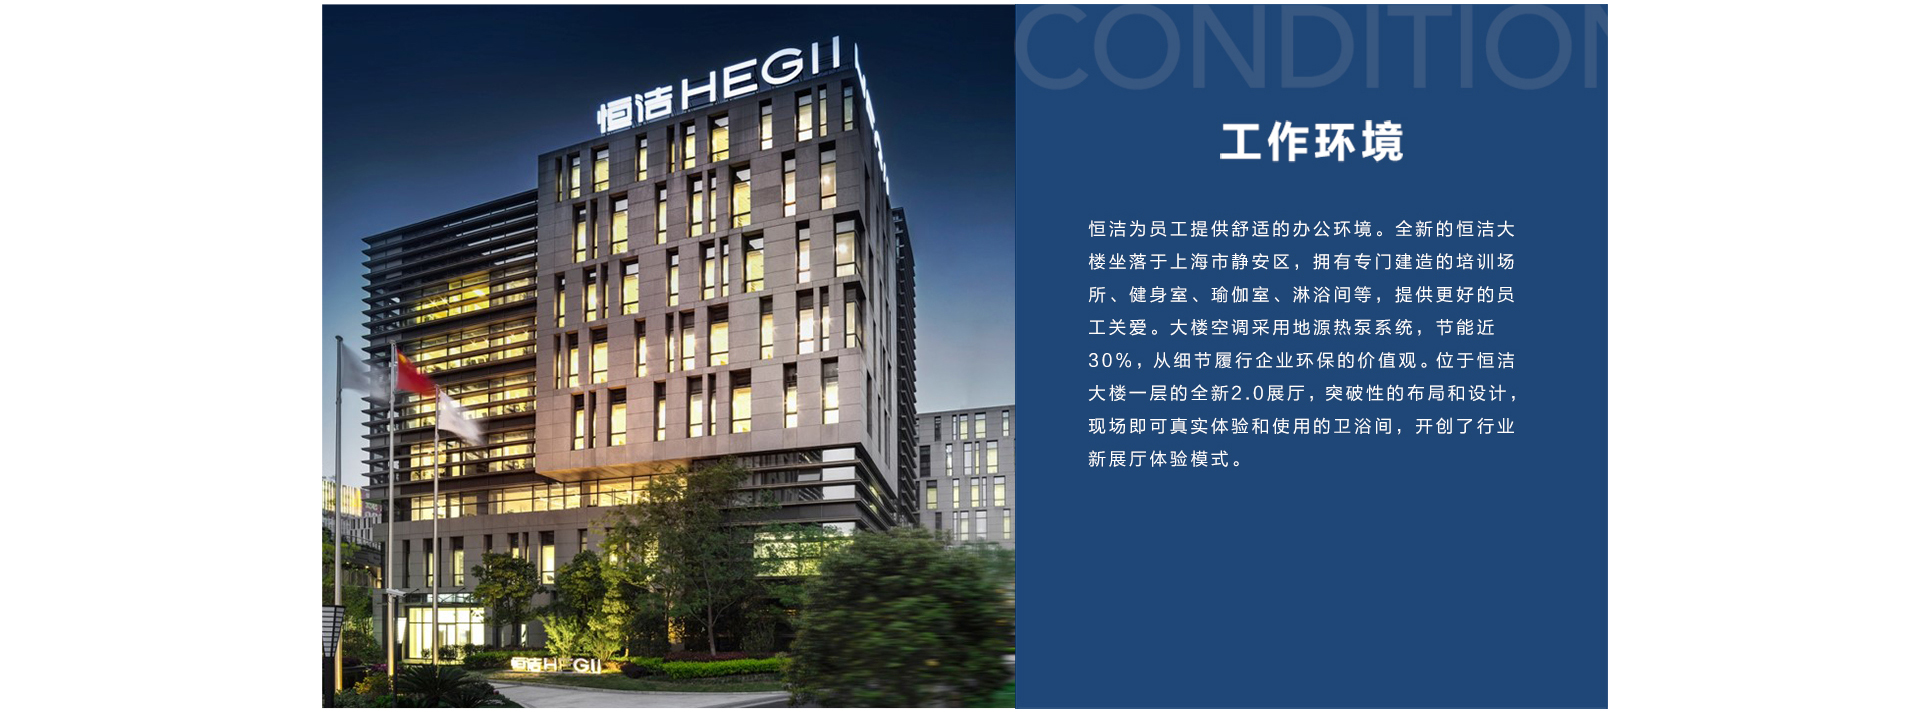 恒洁HEGII
恒洁HEGII
CONDITION
工作环境
恒洁为员工提供舒适的办公环境。全新的恒洁大
楼坐落于上海市静安区，拥有专门建造的培训场
所、健身室、瑜伽室、淋浴间等，提供更好的员
工关爱。大楼空调采用地源热泵系统，节能近
30%，从细节履行企业环保的价值观。位于恒洁
大楼一层的全新2.0展厅，突破性的布局和设计，
现场即可真实体验和使用的卫浴间，开创了行业
新展厅体验模式。